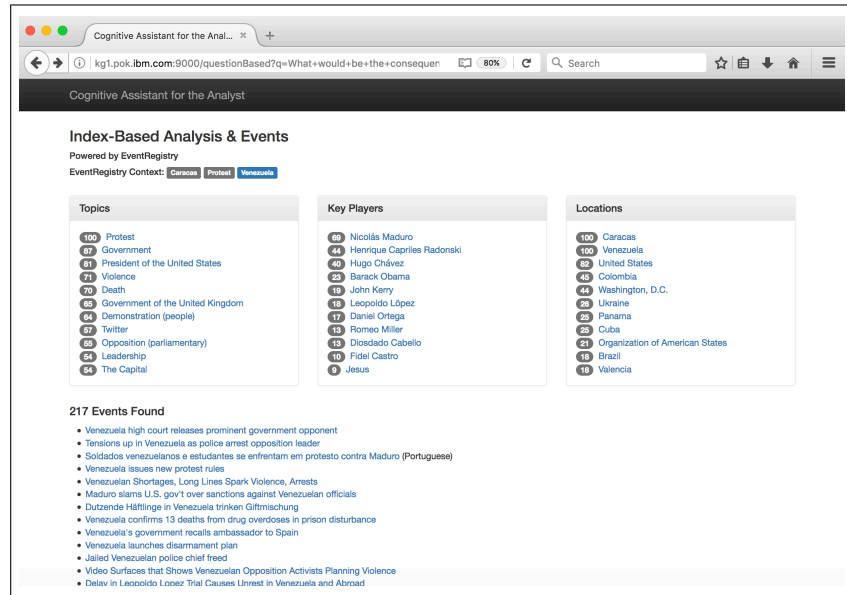 Cognitive Assistant for the Anal... × +
kg1.pok.ibm.com:9000/questionBased?q=What+would+be+the+consequen 80% Search
Cognitive Assistant for the Analyst
Index-Based Analysis & Events
Powered by EventRegistry
EventRegistry Context: Caracas Protest Venezuela
Topics
100 Protest
87 Government
81 President of the United States
71 Violence
70 Death
65 Government of the United Kingdom
64 Demonstration (people)
57 Twitter
55 Opposition (parliamentary)
54 Leadership
54 The Capital
Key Players
69 Nicolás Maduro
44 Henrique Capriles Radonski
40 Hugo Chávez
23 Barack Obama
19 John Kerry
18 Leopoldo López
17 Daniel Ortega
13 Romeo Miller
13 Diosdado Cabello
10 Fidel Castro
9 Jesus
Locations
100 Caracas
100 Venezuela
82 United States
45 Colombia
44 Washington, D.C.
26 Ukraine
25 Panama
25 Cuba
21 Organization of American States
18 Brazil
18 Valencia
217 Events Found
• Venezuela high court releases prominent government opponent
• Tensions up in Venezuela as police arrest opposition leader
• Soldados venezuelanos e estudantes se enfrentam em protesto contra Maduro (Portuguese)
• Venezuela issues new protest rules
• Venezuelan Shortages, Long Lines Spark Violence, Arrests
• Maduro slams U.S. gov't over sanctions against Venezuelan officials
• Dutzende Häftlinge in Venezuela trinken Giftmischung
• Venezuela confirms 13 deaths from drug overdoses in prison disturbance
• Venezuela's government recalls ambassador to Spain
• Venezuela launches disarmament plan
• Jailed Venezuelan police chief freed
• Video Surfaces that Shows Venezuelan Opposition Activists Planning Violence
• Delay in Leopoldo Lopez Trial Causes Unrest in Venezuela and Abroad